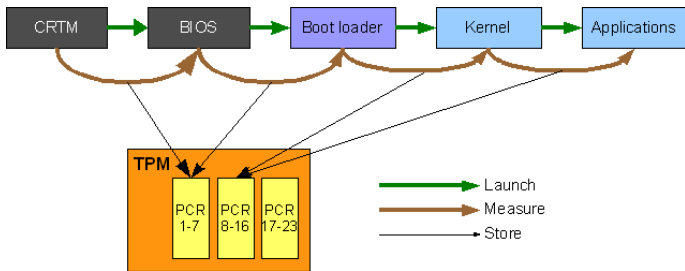 CRTM
BIOS
Boot loader
Kernel
Applications
TPM
PCR
1-7
PCR
8-16
PCR
17-23
Launch
Measure
Store